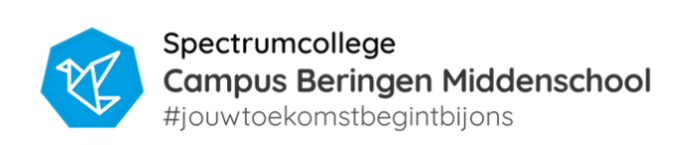 Spectrumcollege
Campus Beringen Middenschool
#jouwtoekomstbegintbijons